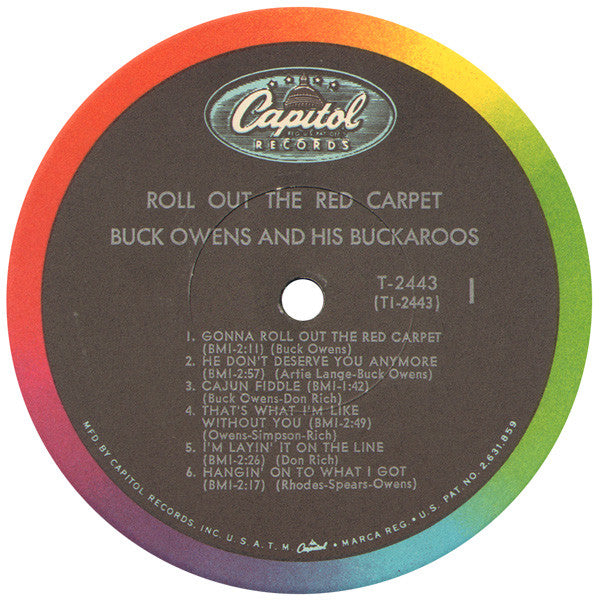 Capitol
RECORDS
ROLL OUT THE RED CARPET
BUCK OWENS AND HIS BUCKAROOS
T-2443
(T1-2443)
1
1. GONNA ROLL OUT THE RED CARPET
(BMI-2:11) (Buck Owens)
2. HE DON'T DESERVE YOU ANYMORE
(BMI-2:57) (Artie Lange-Buck Owens)
3. CAJUN FIDDLE (BMI-1:42)
(Buck Owens-Don Rich)
4. THAT'S WHAT I'M LIKE
WITHOUT YOU (BMI-2:49)
(Owens-Simpson-Rich)
5. I'M LAYIN' IT ON THE LINE
(BMI-2:26) (Don Rich)
6. HANGIN' ON TO WHAT I GOT
(BMI-2:17) (Rhodes-Spears-Owens)
MFD BY CAPITOL RECORDS, INC. U.S.A. T.M. Capitol • MARCA REG. • U.S. PAT. NO. 2,631,859